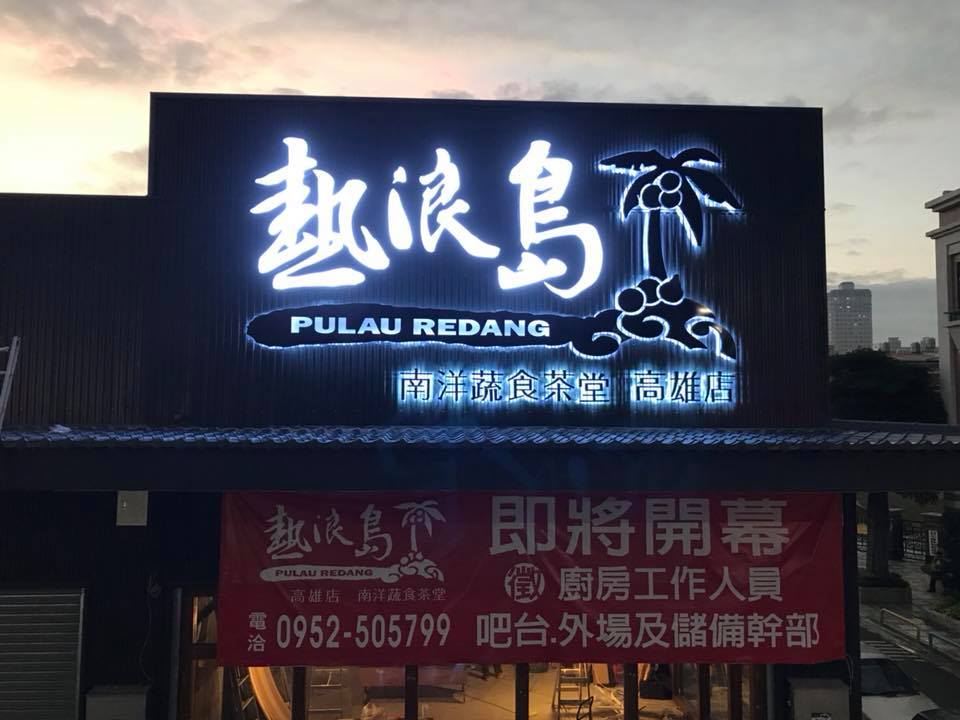 熱浪島
PULAU REDANG
南洋蔬食茶堂 高雄店
熱浪島
PULAU REDANG
高雄店 南洋蔬食茶堂
電洽 0952-505799
即將開幕
徵 廚房工作人員
吧台.外場及儲備幹部